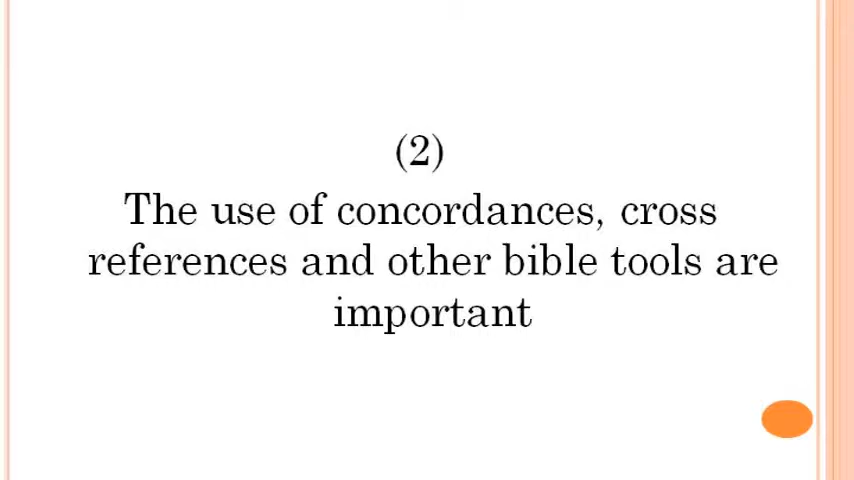 (2)
The use of concordances, cross
references and other bible tools are
important